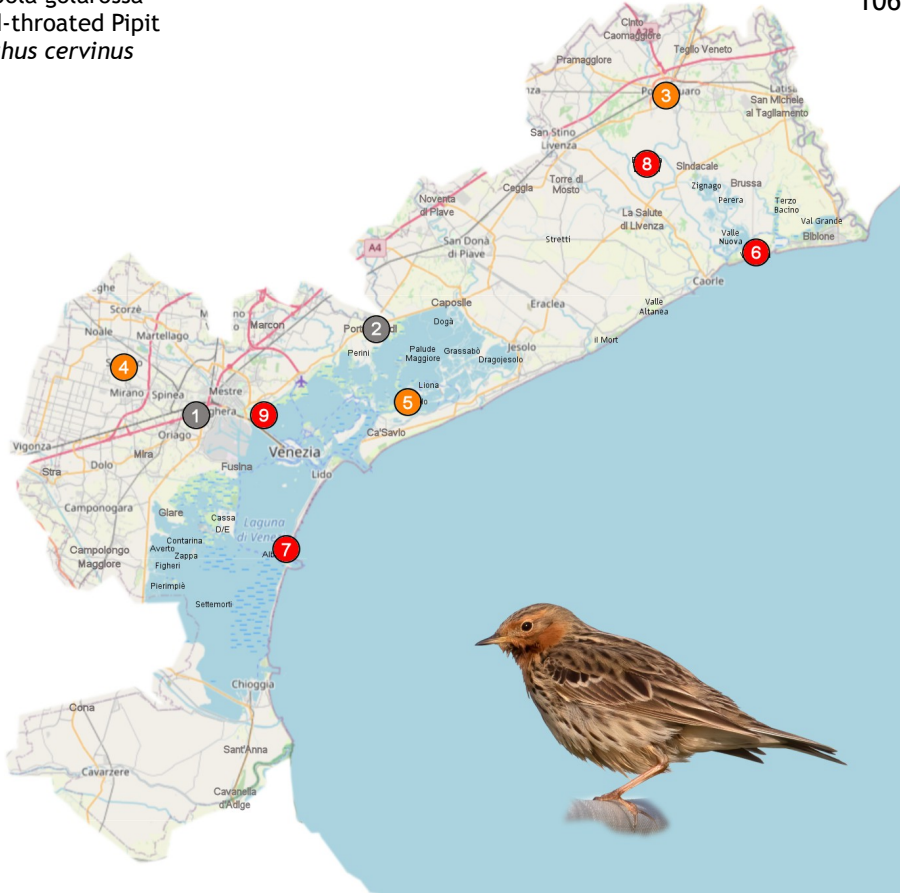 ola golarossa
-throated Pipit
hus cervinus
106
Cinto
Caomaggiore
A28
Teglio Veneto
Pramaggiore
Latisa
San Michele
al Tagliamento
3
San Stino
Livenza
8
Sindacale
Ceggia
Torre di
Mosto
Zignago
Brussa
Perera
Terzo
Bacino
Noventa
di Piave
La Salute
di Livenza
Val Grande
Bibione
Valle
Nuova
6
A4
San Donà
di Piave
Stretti
Caorle
Scorzè
Caposile
Eraclea
Valle
Altanea
Noale
Martellago
Marcon
2
Dogà
Jesolo
il Mort
Perini
Palude
Maggiore
Grassabò
Dragojesolo
4
Mirano
Spinea
Mestre
Liona
5
1
9
Oriago
Ca'Savio
Vigonza
Mira
Venezia
Stra
Dolo
Fusina
Lido
Camponogara
Giare
Cassa
D/E
Laguna
di Vene
7
Contarina
Averto
Zappa
Figheri
Campolongo
Maggiore
Pierimpiè
Settemorti
Chioggia
Cona
Sant'Anna
Cavarzere
Cavanella
d'Adige